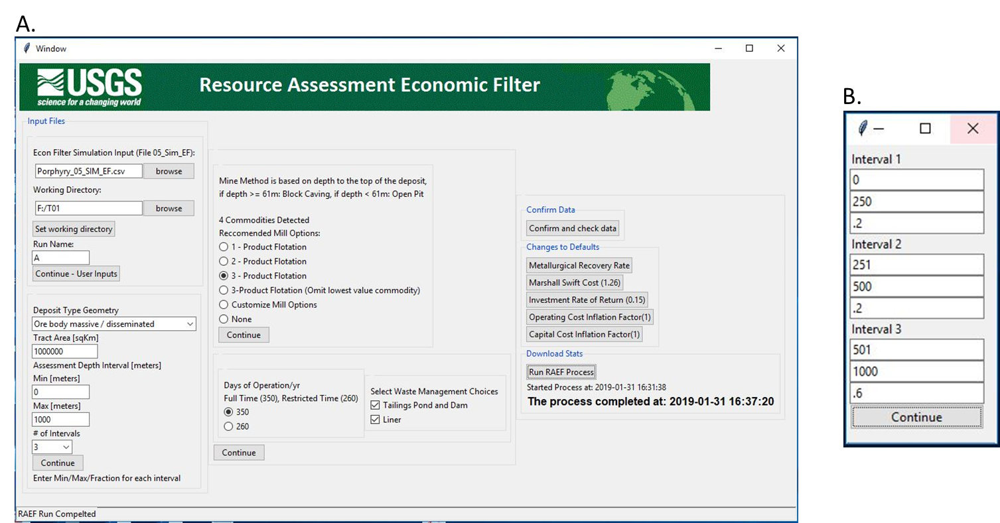 A.
Window
USGS
science for a changing world
Resource Assessment Economic Filter
Input Files
Econ Filter Simulation Input (File 05_Sim_EF):
Porphyry_05_SIM_EF.csv browse
Working Directory:
F:/T01 browse
Set working directory
Run Name:
A
Continue - User Inputs
Deposit Type Geometry
Ore body massive / disseminated
Tract Area [sqKm]
1000000
Assessment Depth Interval [meters]
Min [meters]
0
Max [meters]
1000
# of Intervals
3
Continue
Enter Min/Max/Fraction for each interval
Mine Method is based on depth to the top of the deposit,
if depth >= 61m: Block Caving, if depth < 61m: Open Pit
4 Commodities Detected
Reccomended Mill Options:
1 - Product Flotation
2 - Product Flotation
3 - Product Flotation
3-Product Flotation (Omit lowest value commodity)
Customize Mill Options
None
Continue
Days of Operation/yr
Full Time (350), Restricted Time (260)
350
260
Select Waste Management Choices
Tailings Pond and Dam
Liner
Continue
Confirm Data
Confirm and check data
Changes to Defaults
Metallurgical Recovery Rate
Marshall Swift Cost (1.26)
Investment Rate of Return (0.15)
Operating Cost Inflation Factor(1)
Capital Cost Inflation Factor(1)
Download Stats
Run RAEF Process
Started Process at: 2019-01-31 16:31:38
The process completed at: 2019-01-31 16:37:20
RAEF Run Compelted
B.
Interval 1
0
250
.2
Interval 2
251
500
.2
Interval 3
501
1000
.6
Continue